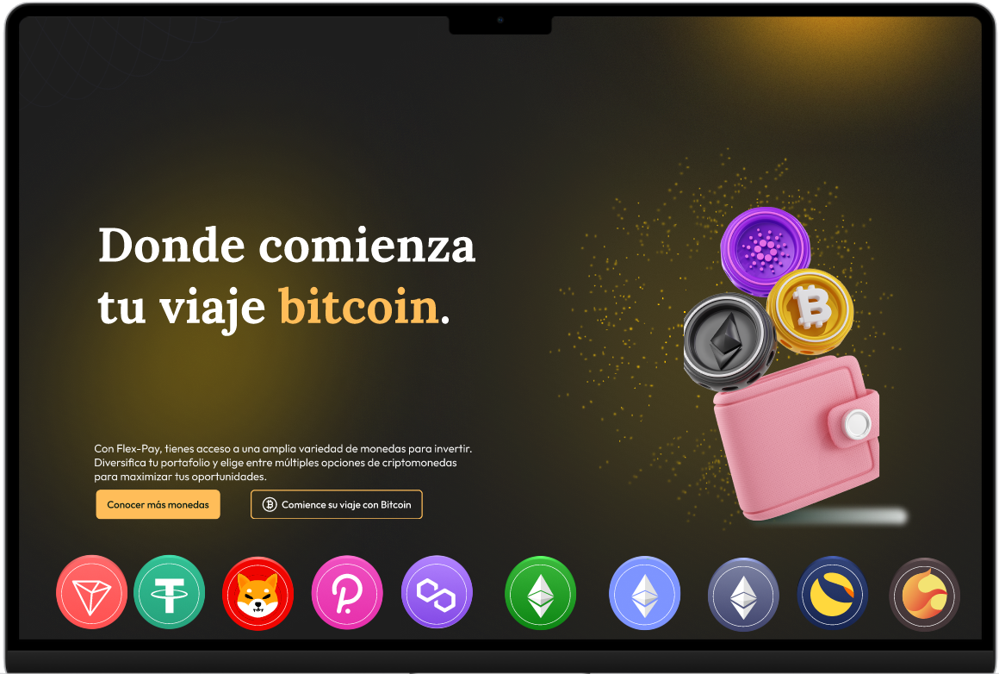 Donde comienza
tu viaje bitcoin.
Con Flex-Pay, tienes acceso a una amplia variedad de monedas para invertir.
Diversifica tu portafolio y elige entre múltiples opciones de criptomonedas
para maximizar tus oportunidades.
Conocer más monedas
Comience su viaje con Bitcoin